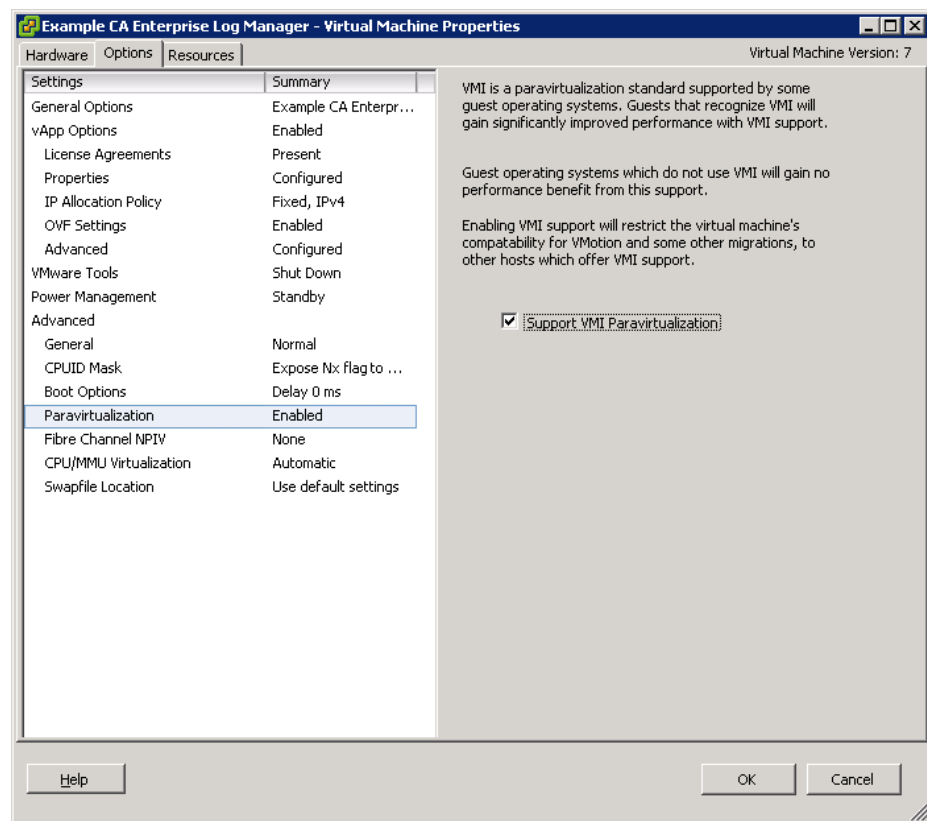 Example CA Enterprise Log Manager - Virtual Machine Properties
Hardware Options Resources Virtual Machine Version: 7
Settings Summary
General Options Example CA Enterpr...
vApp Options Enabled
License Agreements Present
Properties Configured
IP Allocation Policy Fixed, IPv4
OVF Settings Enabled
Advanced Configured
VMware Tools Shut Down
Power Management Standby
Advanced
General Normal
CPUID Mask Expose Nx flag to ...
Boot Options Delay 0 ms
Paravirtualization Enabled
Fibre Channel NPIV None
CPU/MMU Virtualization Automatic
Swapfile Location Use default settings
VMI is a paravirtualization standard supported by some
guest operating systems. Guests that recognize VMI will
gain significantly improved performance with VMI support.
Guest operating systems which do not use VMI will gain no
performance benefit from this support.
Enabling VMI support will restrict the virtual machine's
compatability for VMotion and some other migrations, to
other hosts which offer VMI support.
Support VMI Paravirtualization
Help OK Cancel